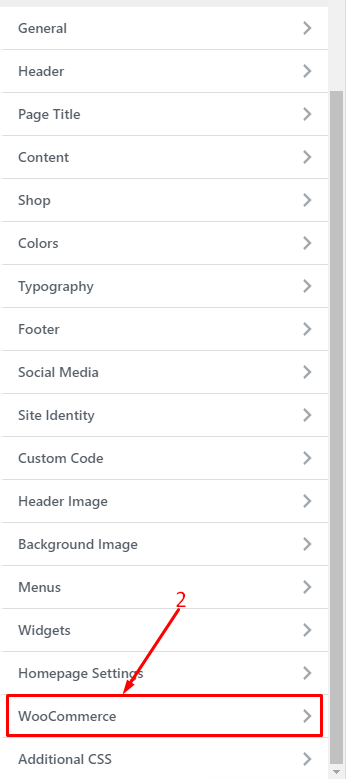 General
Header
Page Title
Content
Shop
Colors
Typography
Footer
Social Media
Site Identity
Custom Code
Header Image
Background Image
Menus
2
Widgets
Homepage Settings
WooCommerce
Additional CSS